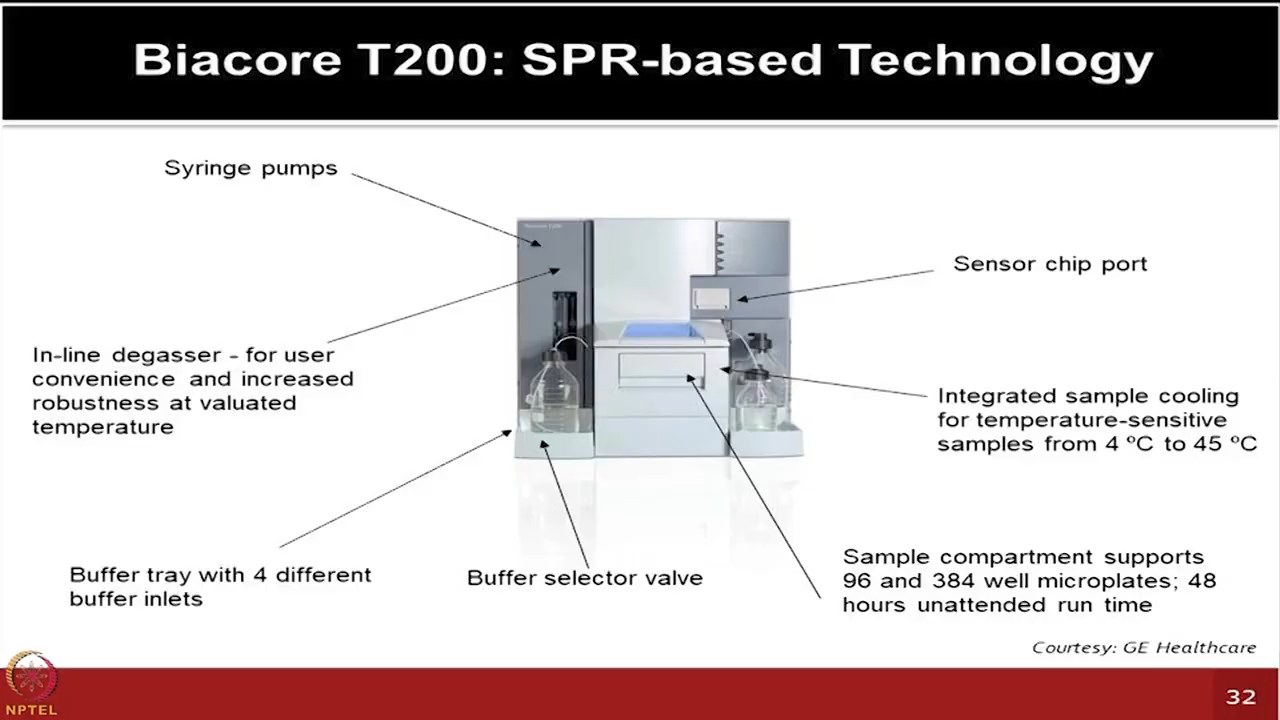 Biacore T200: SPR-based Technology
Syringe pumps
Sensor chip port
In-line degasser - for user
convenience and increased
robustness at valuated
temperature
Integrated sample cooling
for temperature-sensitive
samples from 4 ºC to 45 ºC
Buffer tray with 4 different
buffer inlets
Buffer selector valve
Sample compartment supports
96 and 384 well microplates; 48
hours unattended run time
Courtesy: GE Healthcare
NPTEL
32